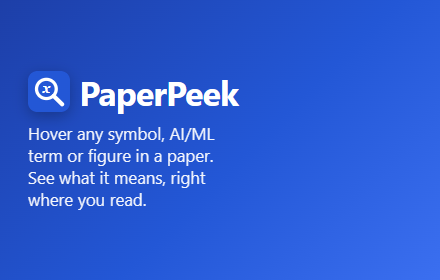 x
PaperPeek
Hover any symbol, AI/ML
term or figure in a paper.
See what it means, right
where you read.